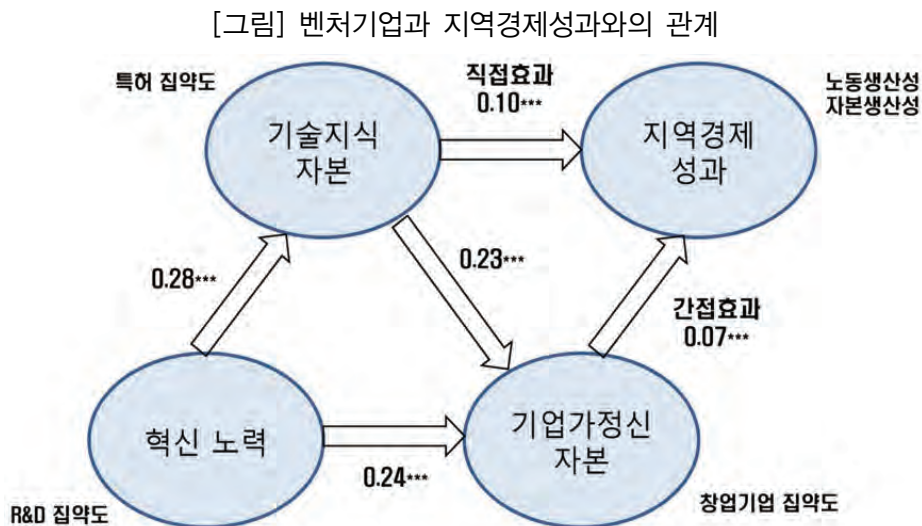 [그림] 벤처기업과 지역경제성과와의 관계
특허 집약도
직접효과
0.10***
노동생산성
자본생산성
기술지식
자본
지역경제
성과
0.28***
0.23***
간접효과
0.07***
혁신 노력
기업가정신
자본
0.24***
R&D 집약도
창업기업 집약도